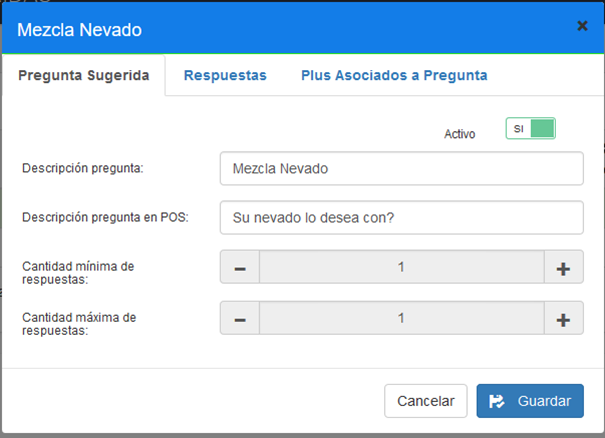 Mezcla Nevado
Pregunta Sugerida
Respuestas
Plus Asociados a Pregunta
Activo
SI
Descripción pregunta:
Mezcla Nevado
Descripción pregunta en POS:
Su nevado lo desea con?
Cantidad mínima de
respuestas:
1
Cantidad máxima de
respuestas:
1
Cancelar
Guardar